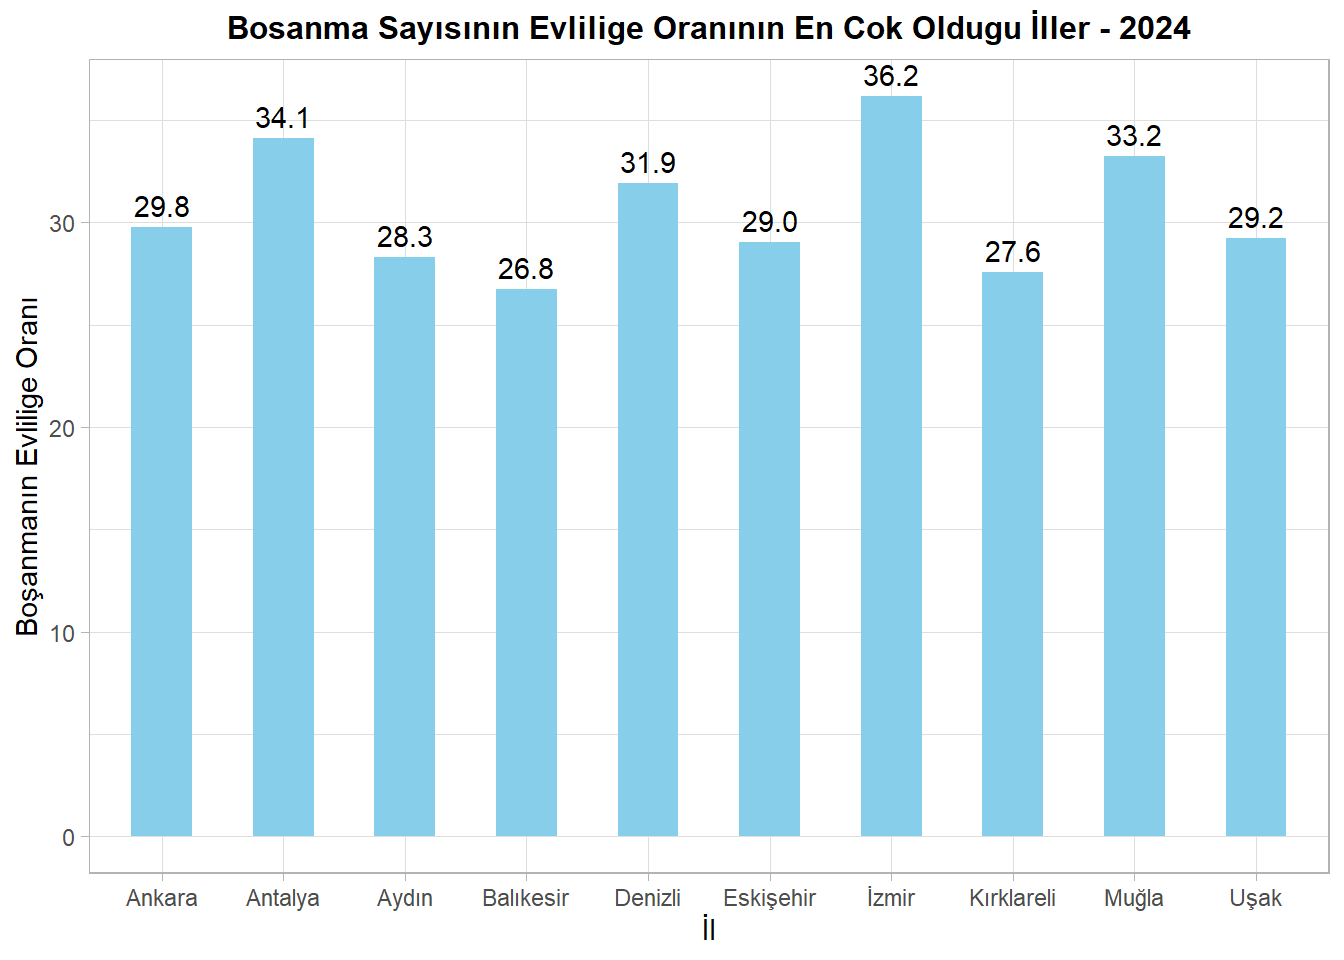 Bosanma Sayısının Evlilige Oranının En Cok Oldugu İller - 2024
Boşanmanın Evlilige Oranı
30
20
10
0
29.8
34.1
28.3
26.8
31.9
29.0
36.2
27.6
33.2
29.2
Ankara
Antalya
Aydın
Balıkesir
Denizli
Eskişehir
İzmir
Kırklareli
Muğla
Uşak
İl